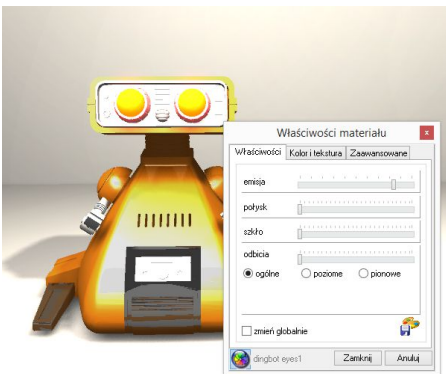 Właściwości materiału
Właściwości Kolor i tekstura Zaawansowane
emisja
połysk
szkło
odbicia
ogólne poziome pionowe
zmień globalnie
dingbot eyes1 Zamknij Anuluj